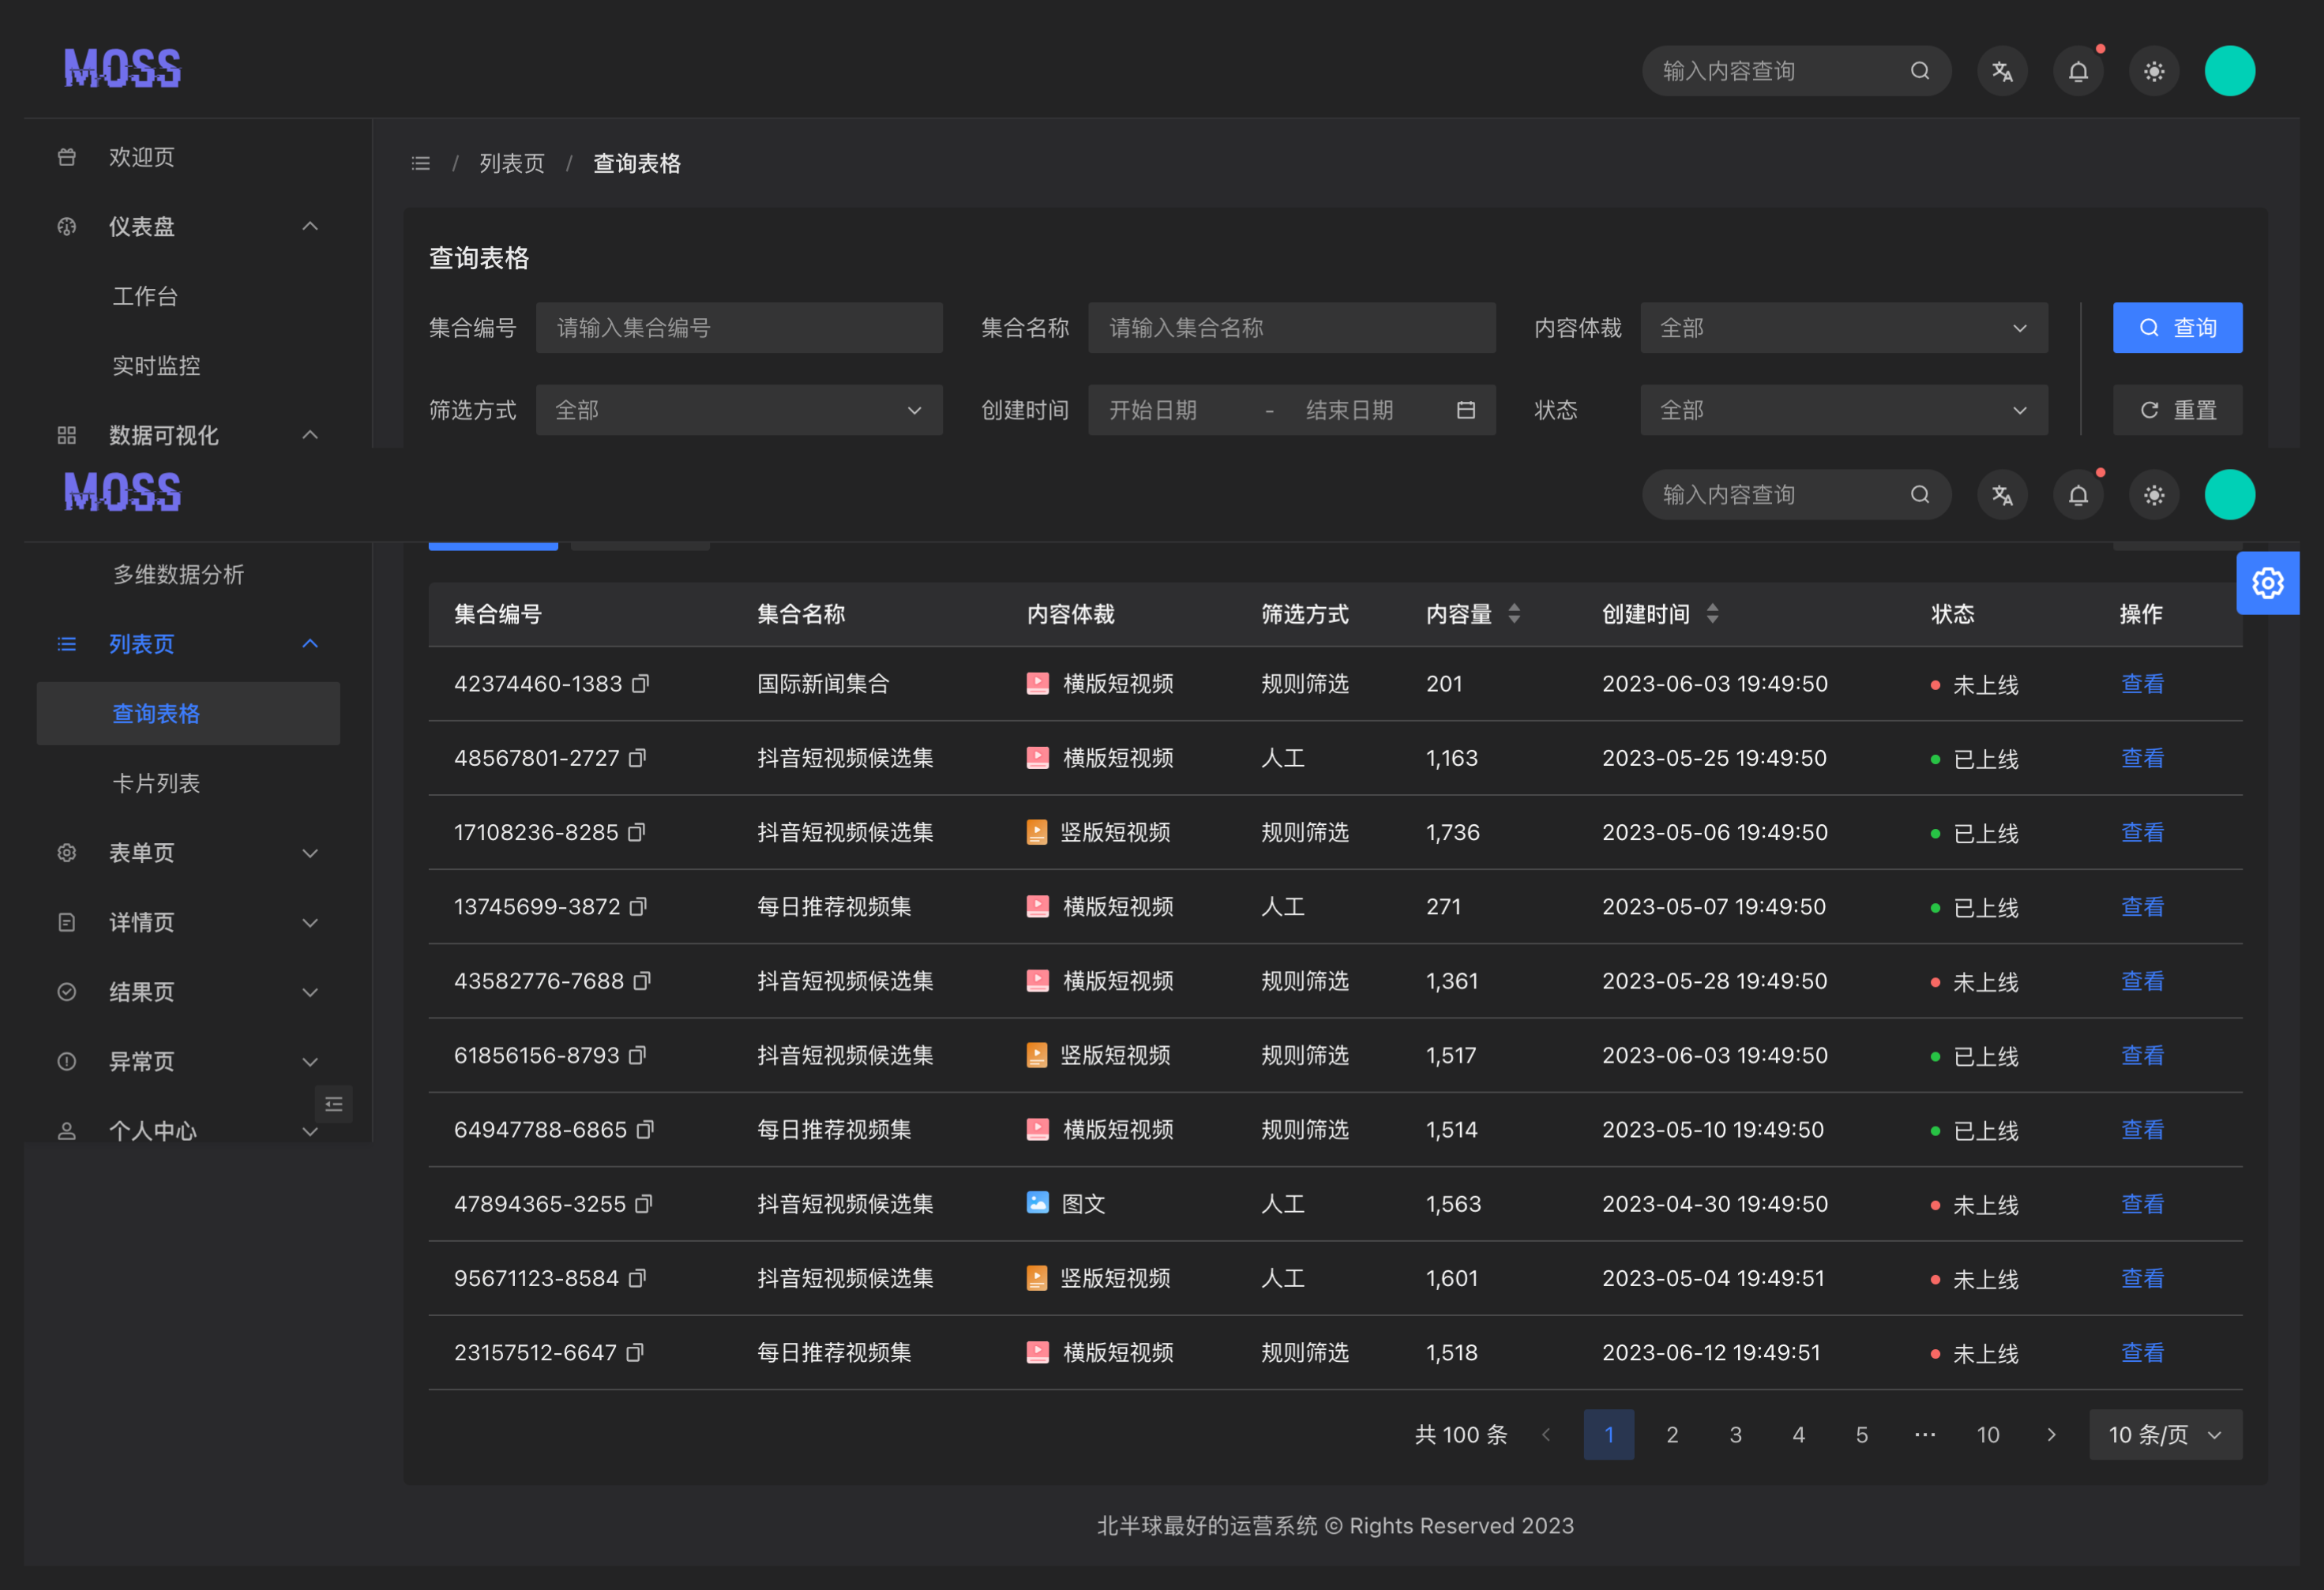 MOSS
输入内容查询
欢迎页
仪表盘
工作台
实时监控
数据可视化
/ 列表页 / 查询表格
查询表格
集合编号 请输入集合编号 集合名称 请输入集合名称 内容体裁 全部 查询
筛选方式 全部 创建时间 开始日期 - 结束日期 状态 全部 重置
MOSS
输入内容查询
多维数据分析
列表页
查询表格
卡片列表
表单页
详情页
结果页
异常页
个人中心
集合编号 集合名称 内容体裁 筛选方式 内容量 创建时间 状态 操作
42374460-1383 国际新闻集合 横版短视频 规则筛选 201 2023-06-03 19:49:50 未上线 查看
48567801-2727 抖音短视频候选集 横版短视频 人工 1,163 2023-05-25 19:49:50 已上线 查看
17108236-8285 抖音短视频候选集 竖版短视频 规则筛选 1,736 2023-05-06 19:49:50 已上线 查看
13745699-3872 每日推荐视频集 横版短视频 人工 271 2023-05-07 19:49:50 已上线 查看
43582776-7688 抖音短视频候选集 横版短视频 规则筛选 1,361 2023-05-28 19:49:50 未上线 查看
61856156-8793 抖音短视频候选集 竖版短视频 规则筛选 1,517 2023-06-03 19:49:50 已上线 查看
64947788-6865 每日推荐视频集 横版短视频 规则筛选 1,514 2023-05-10 19:49:50 已上线 查看
47894365-3255 抖音短视频候选集 图文 人工 1,563 2023-04-30 19:49:50 未上线 查看
95671123-8584 抖音短视频候选集 竖版短视频 人工 1,601 2023-05-04 19:49:51 未上线 查看
23157512-6647 每日推荐视频集 横版短视频 规则筛选 1,518 2023-06-12 19:49:51 未上线 查看
共 100 条 1 2 3 4 5 ··· 10 10 条/页
北半球最好的运营系统 © Rights Reserved 2023